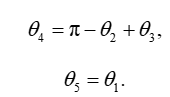 θ₄ = π − θ₂ + θ₃,
θ₅ = θ₁.